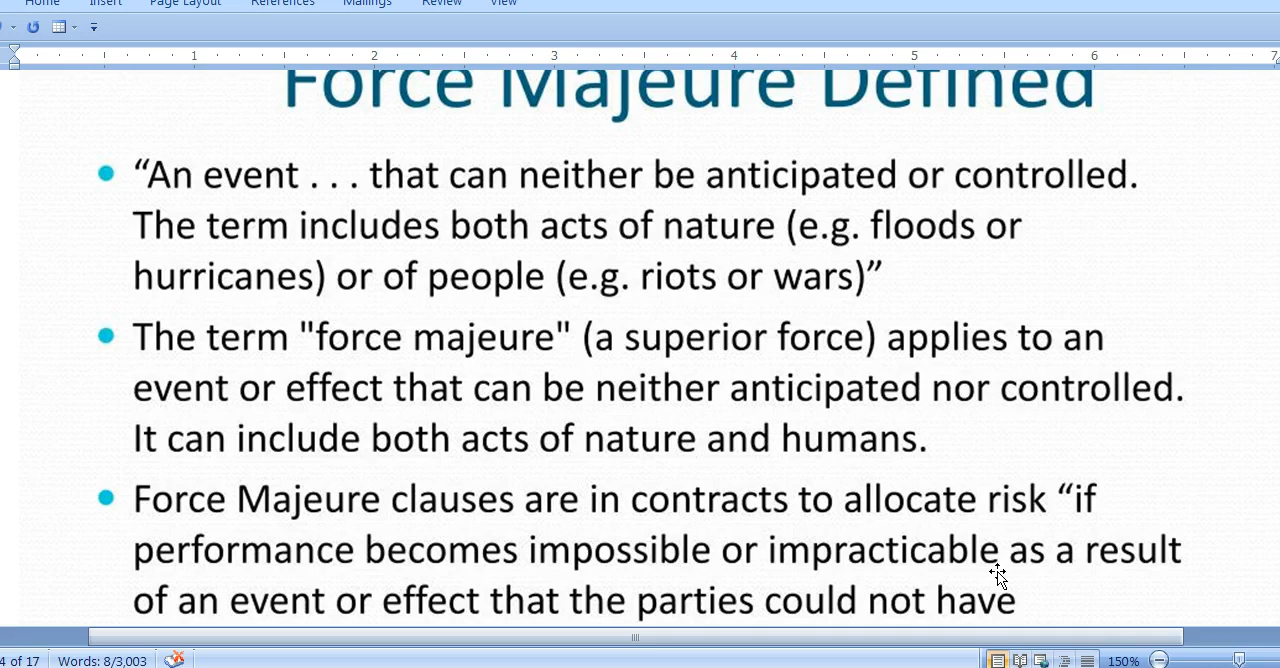 Home Insert Page Layout References Mailings Review View
1 2 3 4 5 6 7
Force Majeure Defined
“An event . . . that can neither be anticipated or controlled.
The term includes both acts of nature (e.g. floods or
hurricanes) or of people (e.g. riots or wars)”
The term "force majeure" (a superior force) applies to an
event or effect that can be neither anticipated nor controlled.
It can include both acts of nature and humans.
Force Majeure clauses are in contracts to allocate risk “if
performance becomes impossible or impracticable as a result
of an event or effect that the parties could not have
4 of 17 Words: 8/3,003 150%